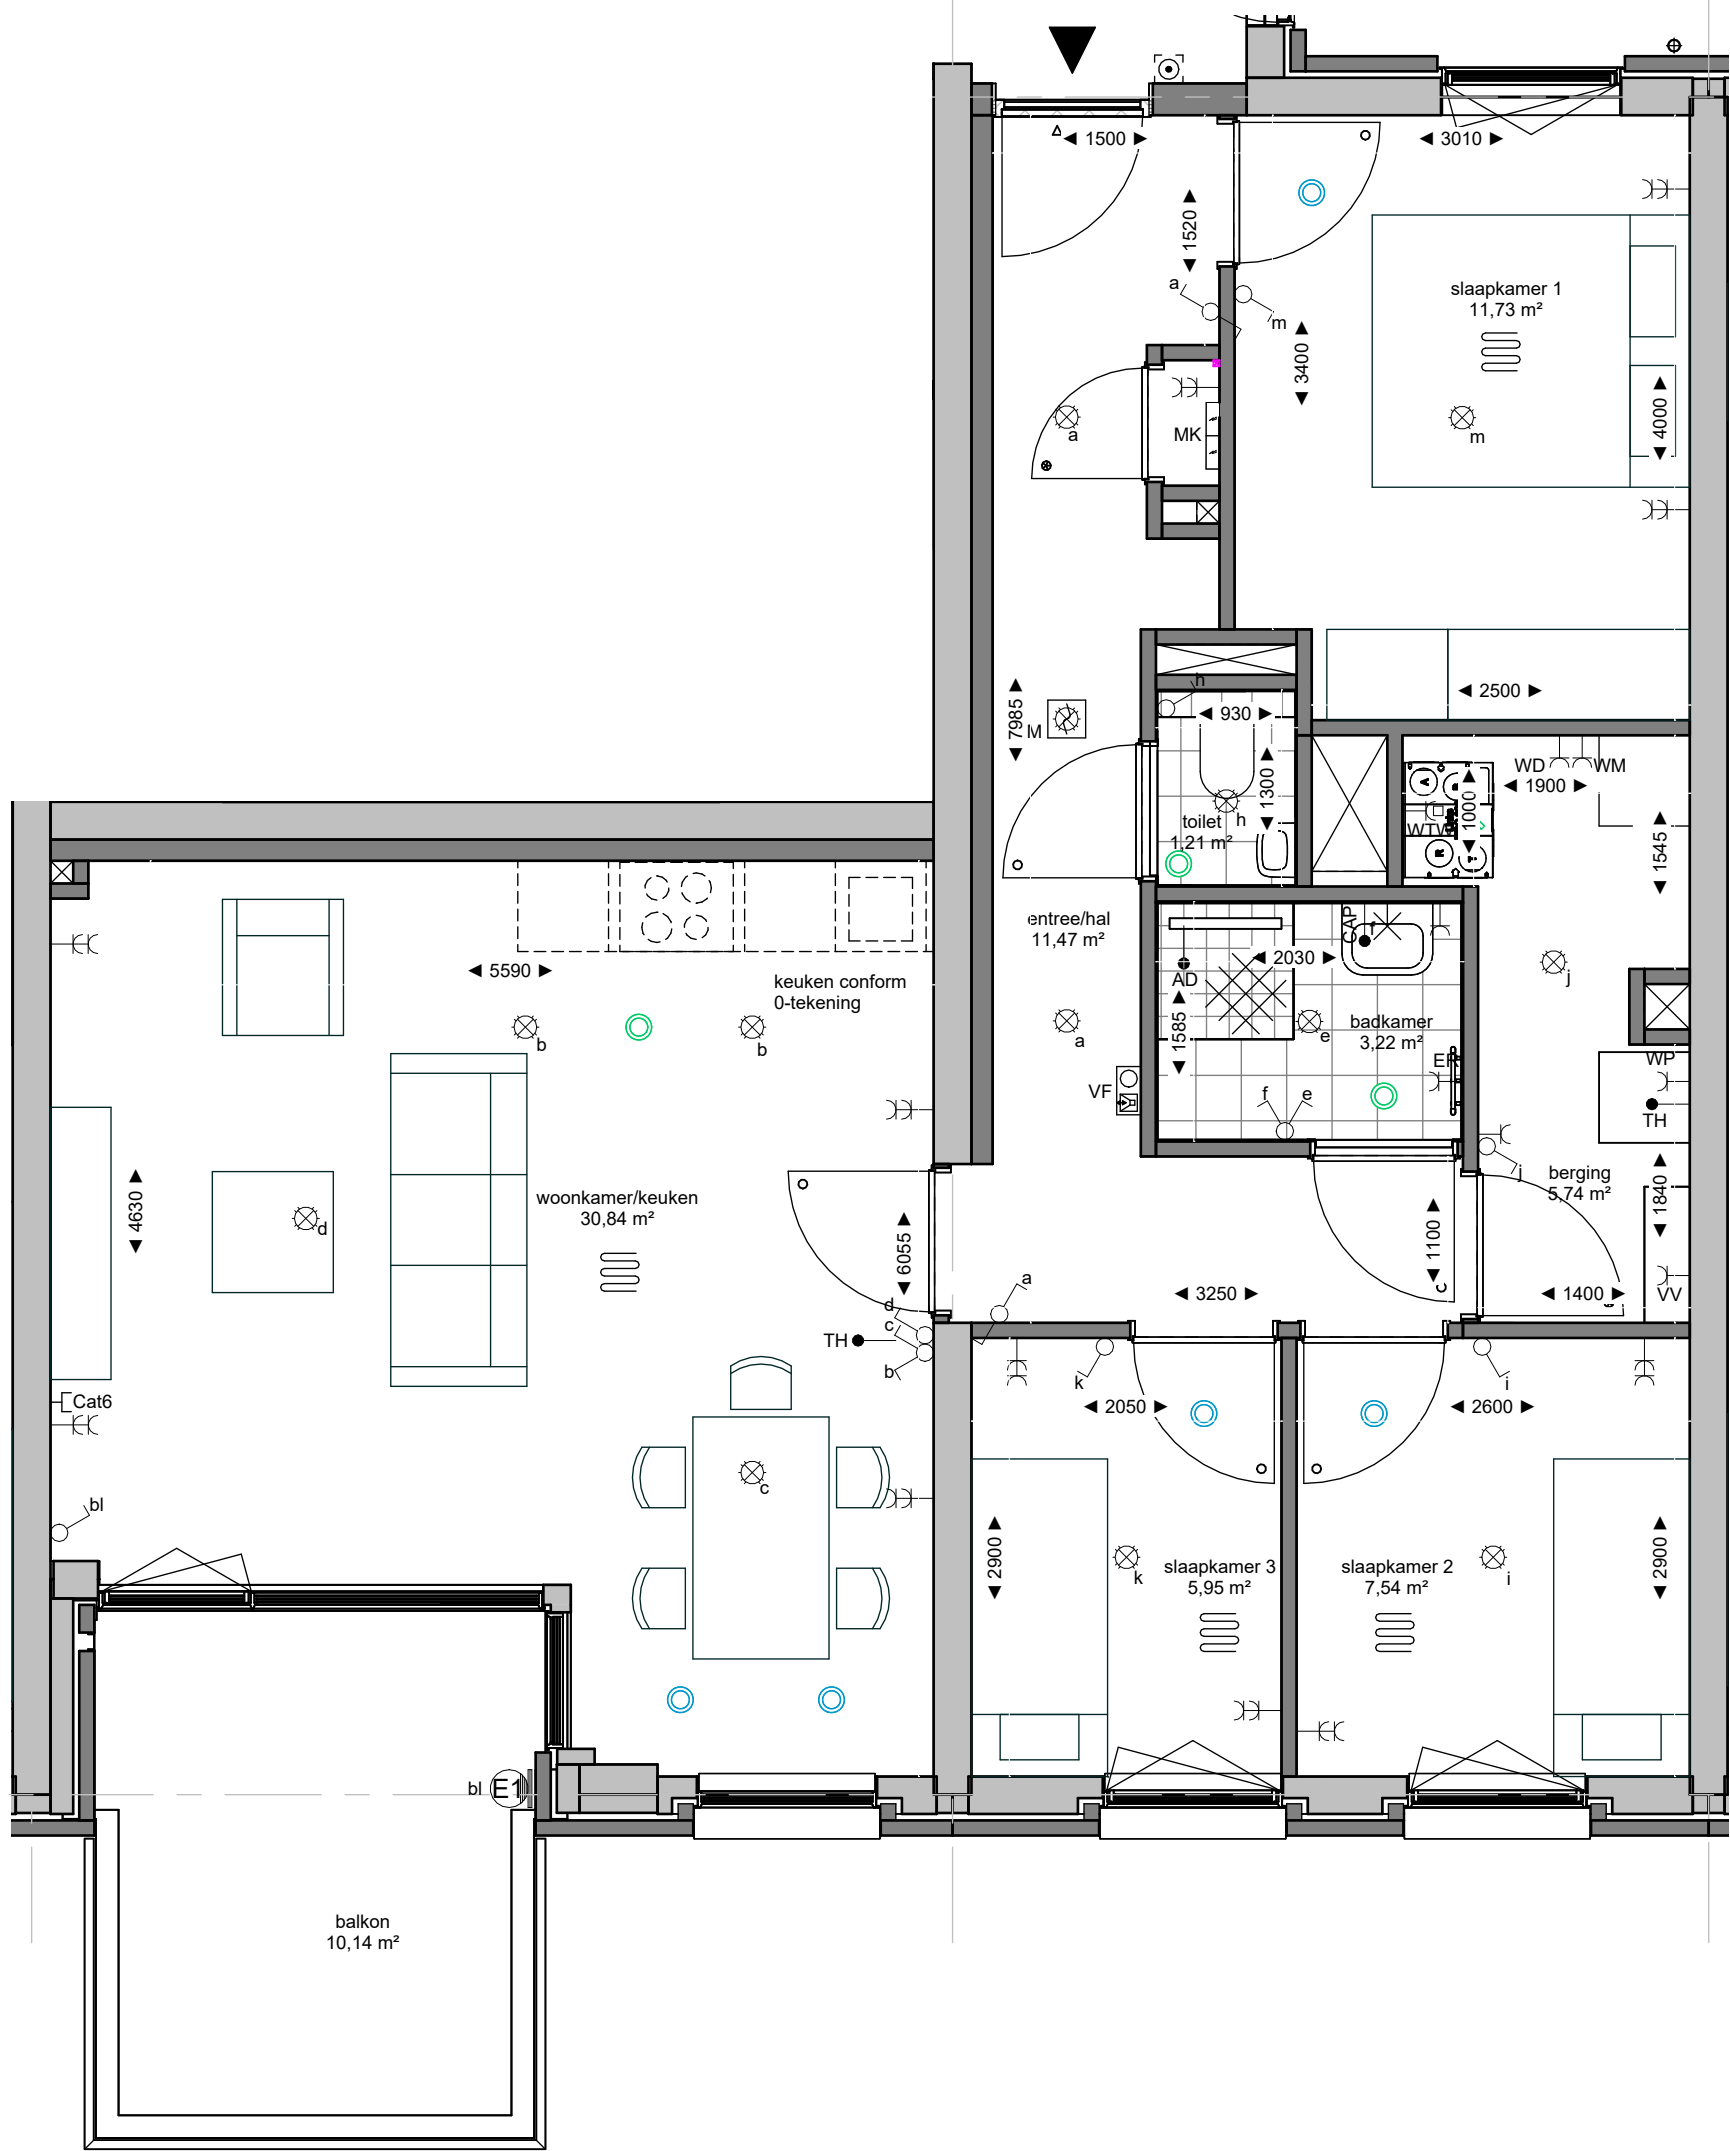 1500
3010
1520
a
m
slaapkamer 1
11,73 m²
3400
4000
a
MK
m
2500
h
930
7985
M
1300
h
toilet
1,21 m²
WD
WM
1900
1000
A
R
T
1545
entree/hal
11,47 m²
CAP
f
2030
AD
1585
badkamer
3,22 m²
e
j
a
5590
keuken conform
0-tekening
b
b
VF
f
e
WP
TH
j
berging
5,74 m²
1840
4630
woonkamer/keuken
30,84 m²
d
6055
1100
3250
1400
VV
a
d
c
b
TH
k
i
2050
2600
Cat6
c
bl
2900
2900
slaapkamer 3
5,95 m²
slaapkamer 2
7,54 m²
k
i
bl
E1
balkon
10,14 m²